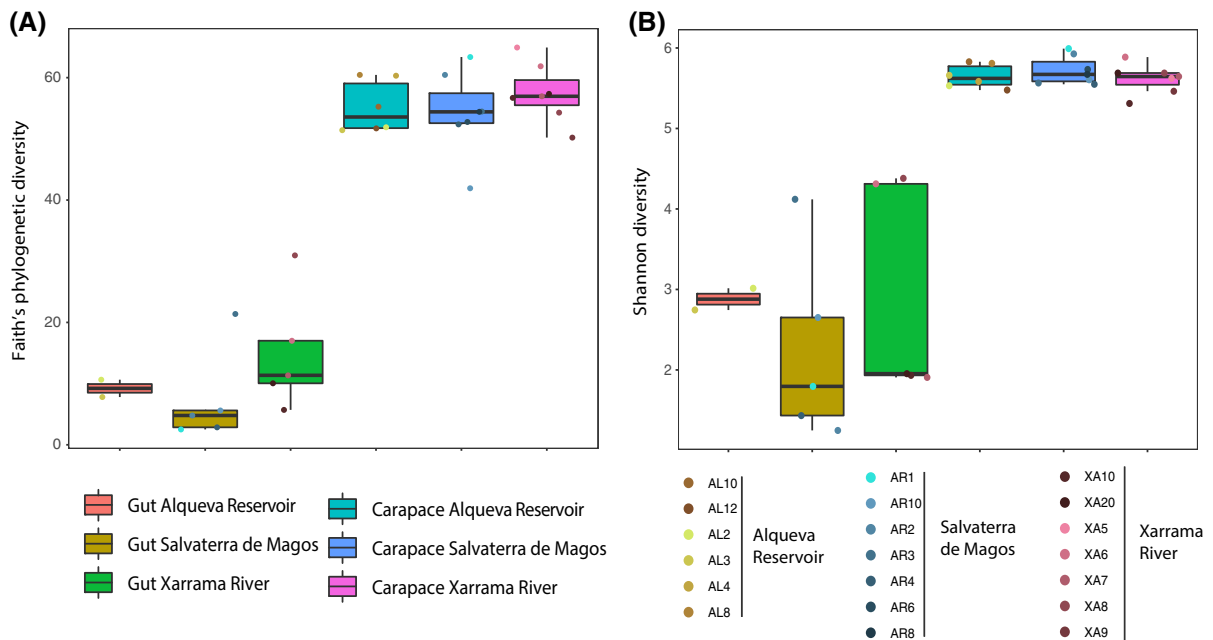 (A)
Faith's phylogenetic diversity
60
40
20
0
Gut Alqueva Reservoir
Gut Salvaterra de Magos
Gut Xarrama River
Carapace Alqueva Reservoir
Carapace Salvaterra de Magos
Carapace Xarrama River
(B)
Shannon diversity
6
5
4
3
2
AL10
AL12
AL2
AL3
AL4
AL8
Alqueva
Reservoir
AR1
AR10
AR2
AR3
AR4
AR6
AR8
Salvaterra
de Magos
XA10
XA20
XA5
XA6
XA7
XA8
XA9
Xarrama
River